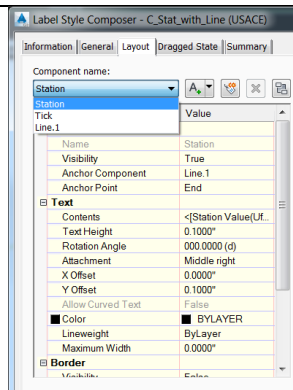 Label Style Composer - C_Stat_with_Line (USACE)
Information General Layout Dragged State Summary
Component name:
Station
Station
Tick
Line.1
Value
Name Station
Visibility True
Anchor Component Line.1
Anchor Point End
Text
Contents <[Station Value(Uf...
Text Height 0.1000"
Rotation Angle 000.0000 (d)
Attachment Middle right
X Offset 0.0000"
Y Offset 0.1000"
Allow Curved Text False
Color BYLAYER
Lineweight ByLayer
Maximum Width 0.0000"
Border
Visibility False